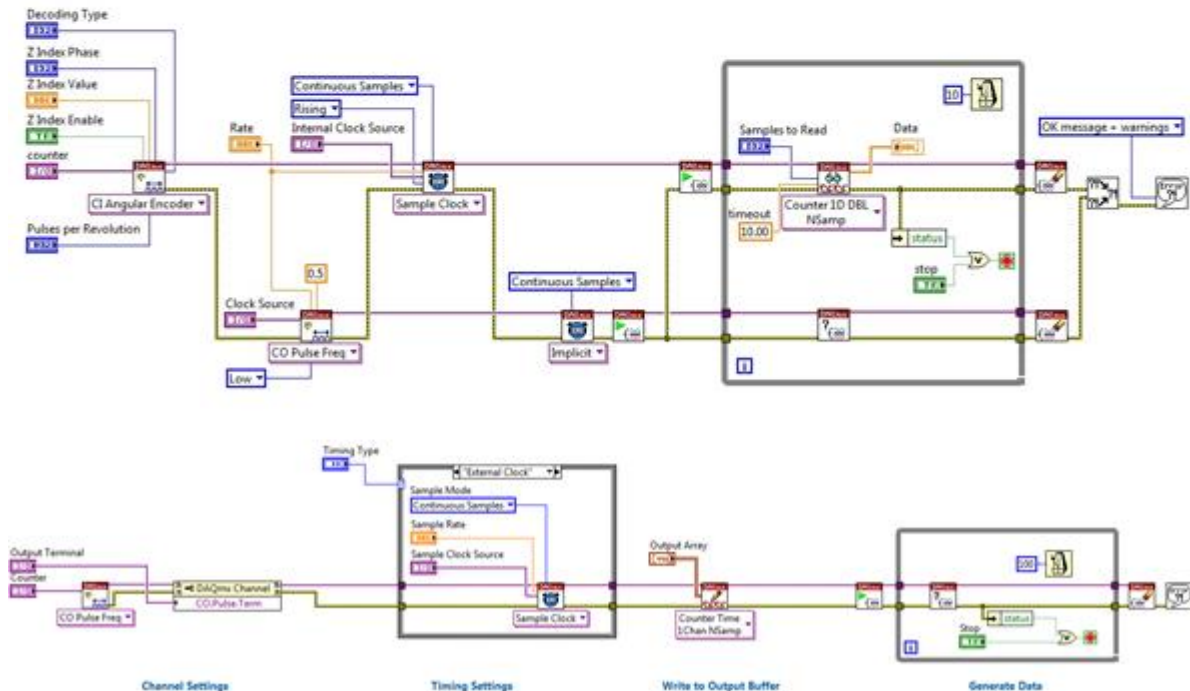 Decoding Type
Z Index Phase
Z Index Value
Z Index Enable
counter
CI Angular Encoder
Pulses per Revolution
Rate
Continuous Samples
Rising
Internal Clock Source
Sample Clock
0.5
Clock Source
CO Pulse Freq
Low
Continuous Samples
Implicit
10
Samples to Read
Data
Counter 1D DBL
NSamp
timeout
10.00
status
stop
i
OK message + warnings
Timing Type
"External Clock"
Sample Mode
Continuous Samples
Sample Rate
Sample Clock Source
Sample Clock
Output Terminal
Counter
CO Pulse Freq
DAQmx Channel
CO.Pulse.Term
Output Array
Counter Time
1Chan NSamp
100
status
Stop
i
Channel Settings
Timing Settings
Write to Output Buffer
Generate Data